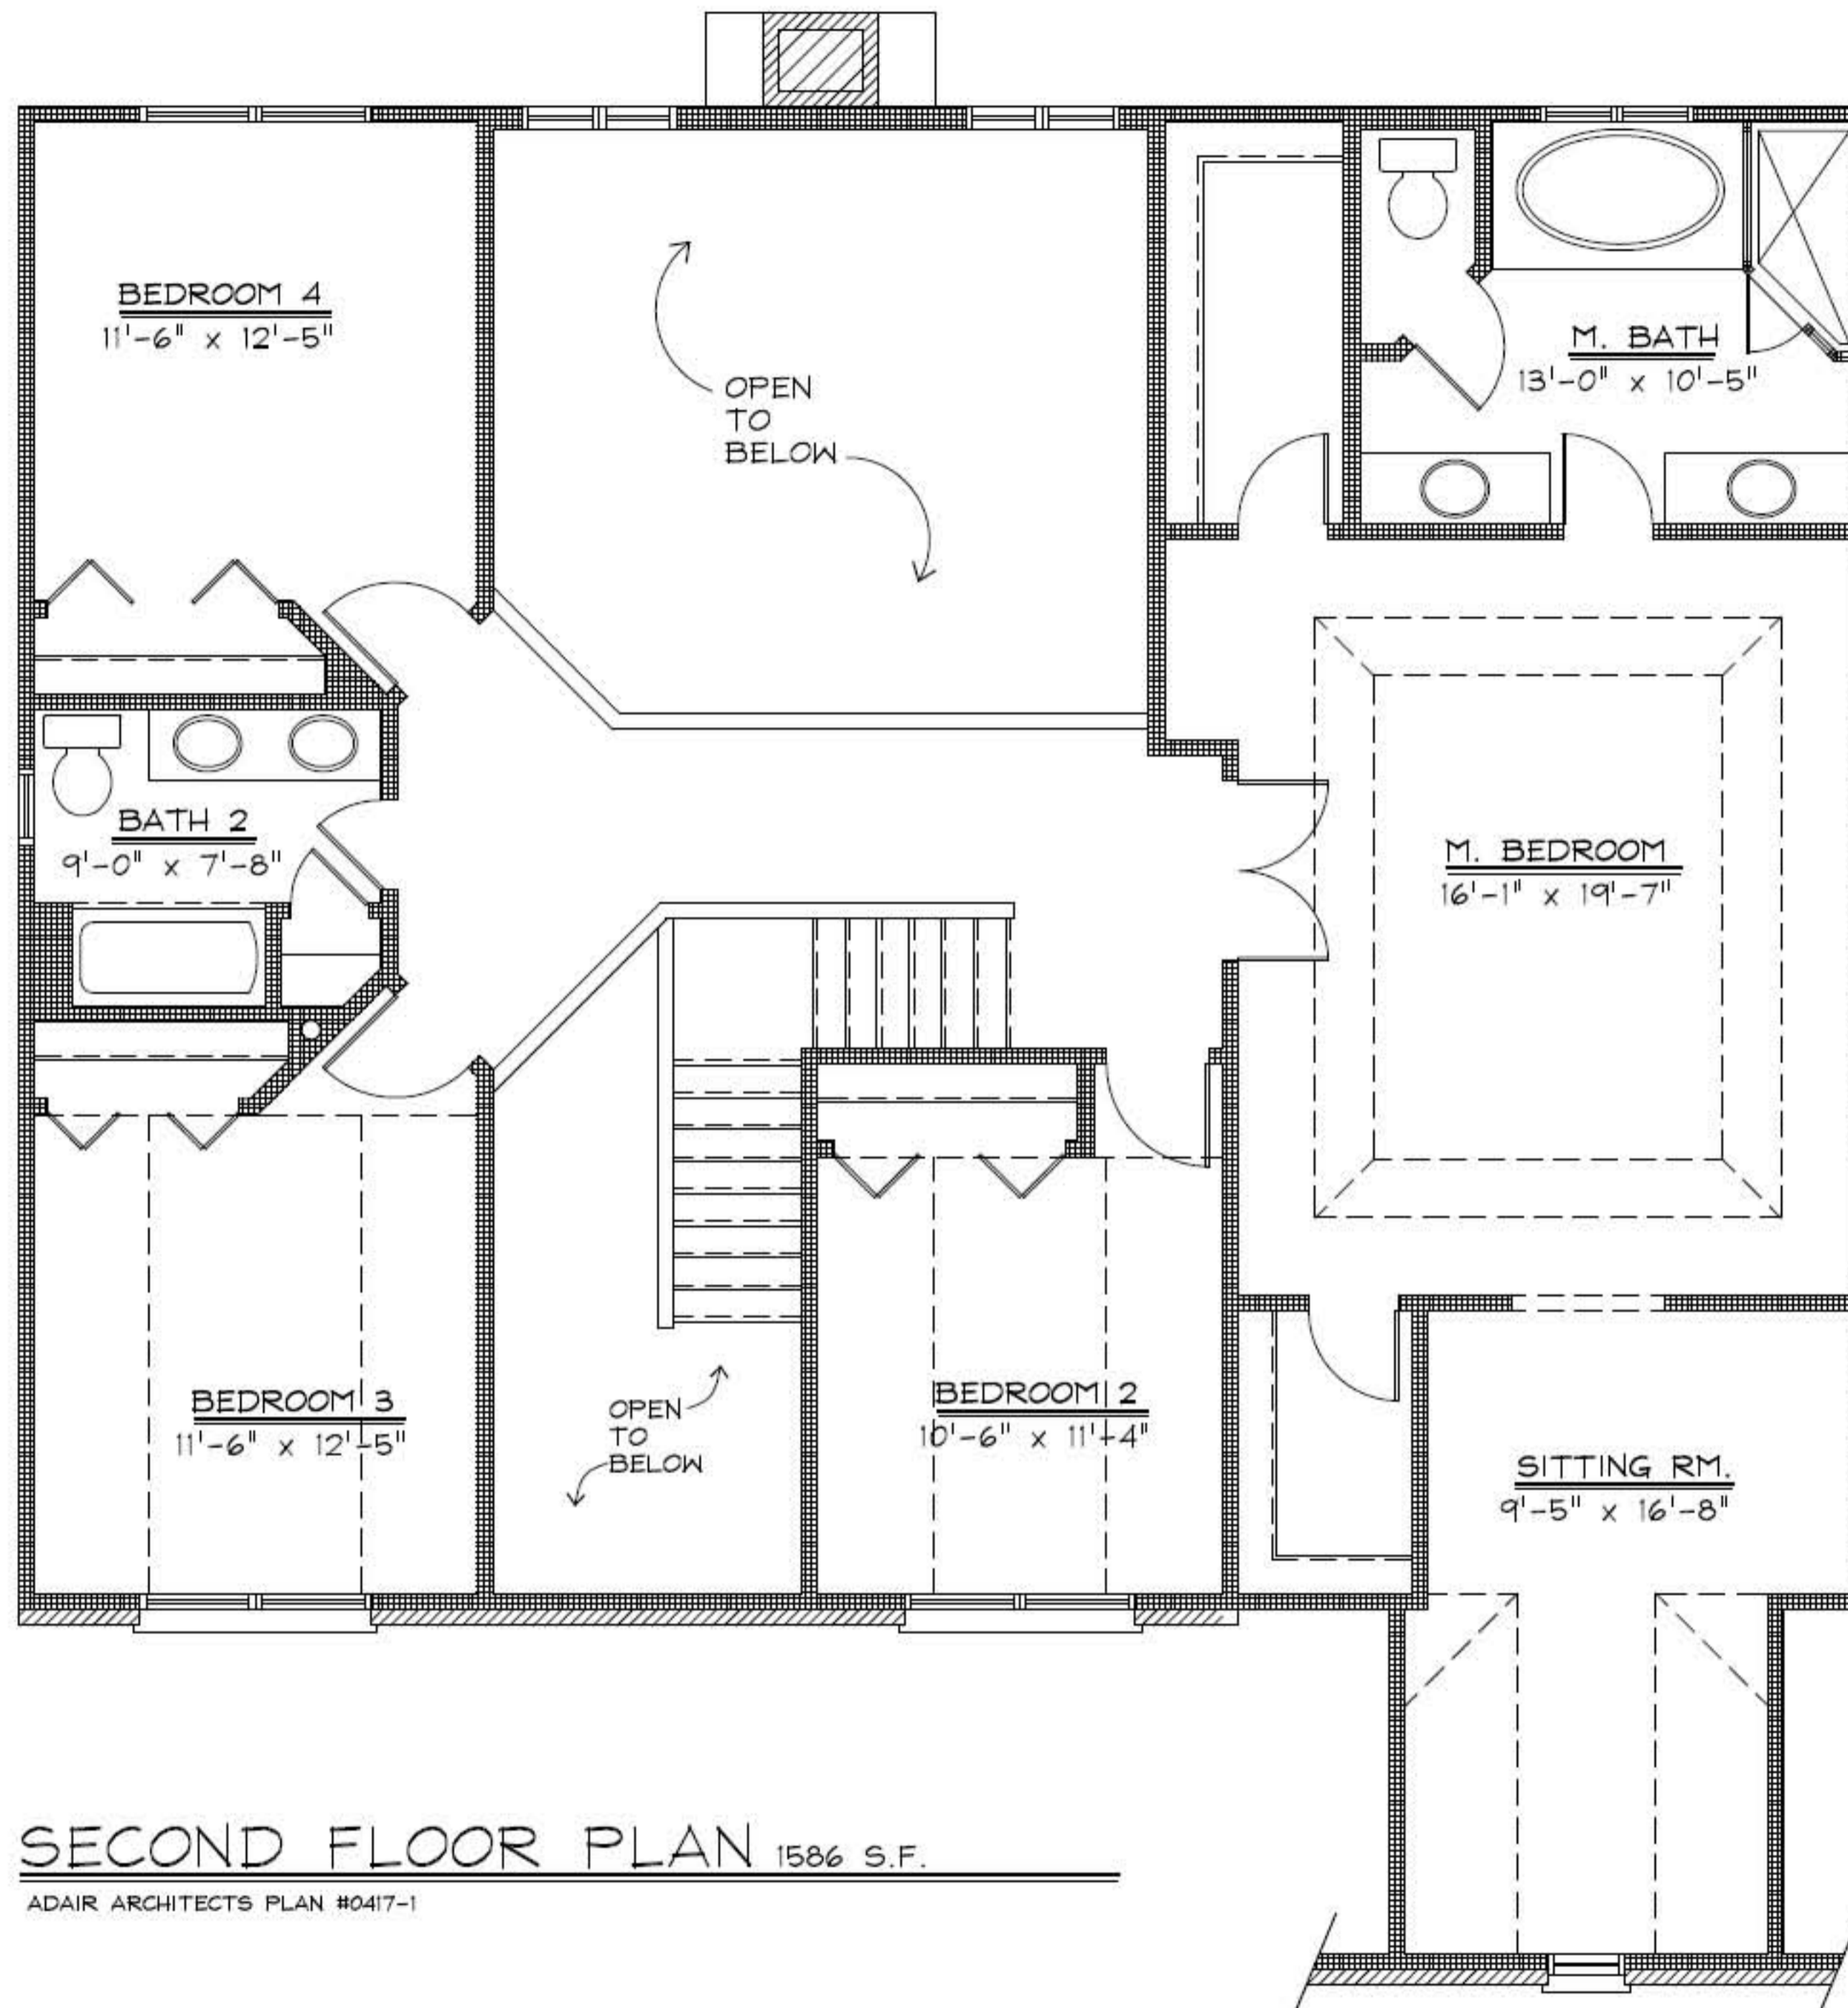 BEDROOM 4
11'-6" x 12'-5"
OPEN
TO
BELOW
M. BATH
13'-0" x 10'-5"
BATH 2
9'-0" x 7'-8"
M. BEDROOM
16'-1" x 19'-7"
BEDROOM 3
11'-6" x 12'-5"
OPEN
TO
BELOW
BEDROOM 2
10'-6" x 11'-4"
SITTING RM.
9'-5" x 16'-8"
SECOND FLOOR PLAN 1586 S.F.
ADAIR ARCHITECTS PLAN #0417-1